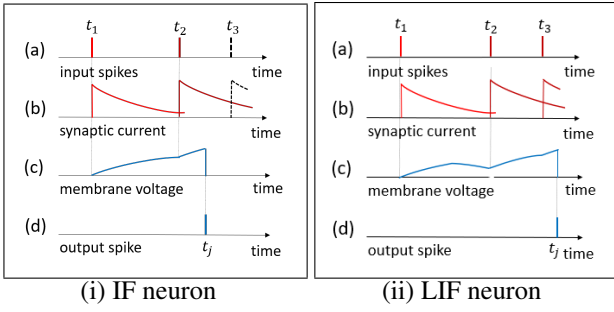 t₁ t₂ t₃
(a)
input spikes time
(b)
synaptic current time
(c)
membrane voltage time
(d)
output spike tⱼ time
(i) IF neuron
t₁ t₂ t₃
(a)
input spikes time
(b)
synaptic current time
(c)
membrane voltage time
(d)
output spike tⱼ time
(ii) LIF neuron